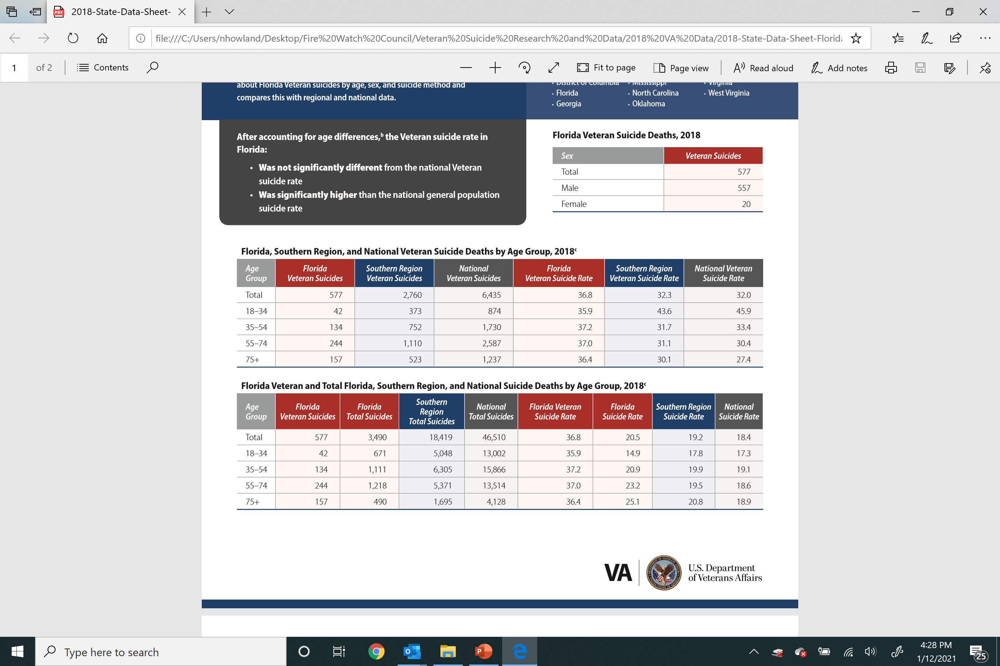 2018-State-Data-Sheet-
file:///C:/Users/nhowland/Desktop/Fire%20Watch%20Council/Veteran%20Suicide%20Research%20and%20Data/2018%20VA%20Data/2018-State-Data-Sheet-Florida
1 of 2 Contents Fit to page Page view Read aloud Add notes
about Florida Veteran suicides by age, sex, and suicide method and
compares this with regional and national data.
• District of Columbia • Mississippi • Virginia
• Florida • North Carolina • West Virginia
• Georgia • Oklahoma
After accounting for age differences,ᵇ the Veteran suicide rate in
Florida:
• Was not significantly different from the national Veteran
suicide rate
• Was significantly higher than the national general population
suicide rate
Florida Veteran Suicide Deaths, 2018
Sex Veteran Suicides
Total 577
Male 557
Female 20
Florida, Southern Region, and National Veteran Suicide Deaths by Age Group, 2018ᶜ
Age Group Florida Veteran Suicides Southern Region Veteran Suicides National Veteran Suicides Florida Veteran Suicide Rate Southern Region Veteran Suicide Rate National Veteran Suicide Rate
Total 577 2,760 6,435 36.8 32.3 32.0
18–34 42 373 874 35.9 43.6 45.9
35–54 134 752 1,730 37.2 31.7 33.4
55–74 244 1,110 2,587 37.0 31.1 30.4
75+ 157 523 1,237 36.4 30.1 27.4
Florida Veteran and Total Florida, Southern Region, and National Suicide Deaths by Age Group, 2018ᶜ
Age Group Florida Veteran Suicides Florida Total Suicides Southern Region Total Suicides National Total Suicides Florida Veteran Suicide Rate Florida Suicide Rate Southern Region Suicide Rate National Suicide Rate
Total 577 3,490 18,419 46,510 36.8 20.5 19.2 18.4
18–34 42 671 5,048 13,002 35.9 14.9 17.8 17.3
35–54 134 1,111 6,305 15,866 37.2 20.9 19.9 19.1
55–74 244 1,218 5,371 13,514 37.0 23.2 19.5 18.6
75+ 157 490 1,695 4,128 36.4 25.1 20.8 18.9
VA
U.S. Department
of Veterans Affairs
Type here to search
4:28 PM
1/12/2021
25